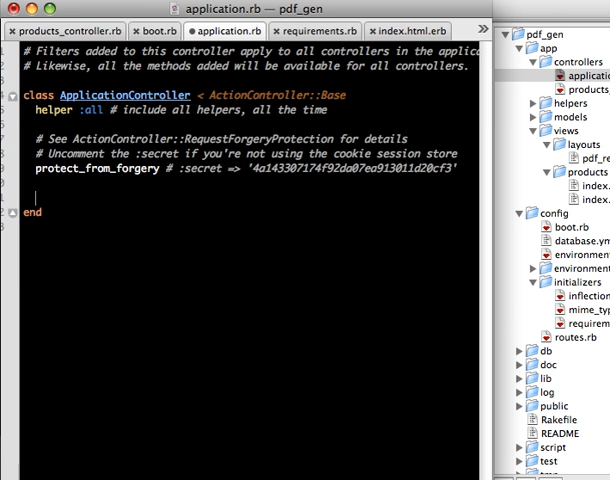 application.rb — pdf_gen
products_controller.rb
boot.rb
application.rb
requirements.rb
index.html.erb
# Filters added to this controller apply to all controllers in the applic
# Likewise, all the methods added will be available for all controllers.
class ApplicationController < ActionController::Base
helper :all # include all helpers, all the time
# See ActionController::RequestForgeryProtection for details
# Uncomment the :secret if you're not using the cookie session store
protect_from_forgery # :secret => '4a143307174f92da07ea913011d20cf3'
end
pdf_gen
app
controllers
applicatio
products_
helpers
models
views
layouts
pdf_re
products
index.
index.
config
boot.rb
database.ym
environmen
environment
initializers
inflection
mime_typ
requireme
routes.rb
db
doc
lib
log
public
Rakefile
README
script
test
tmp